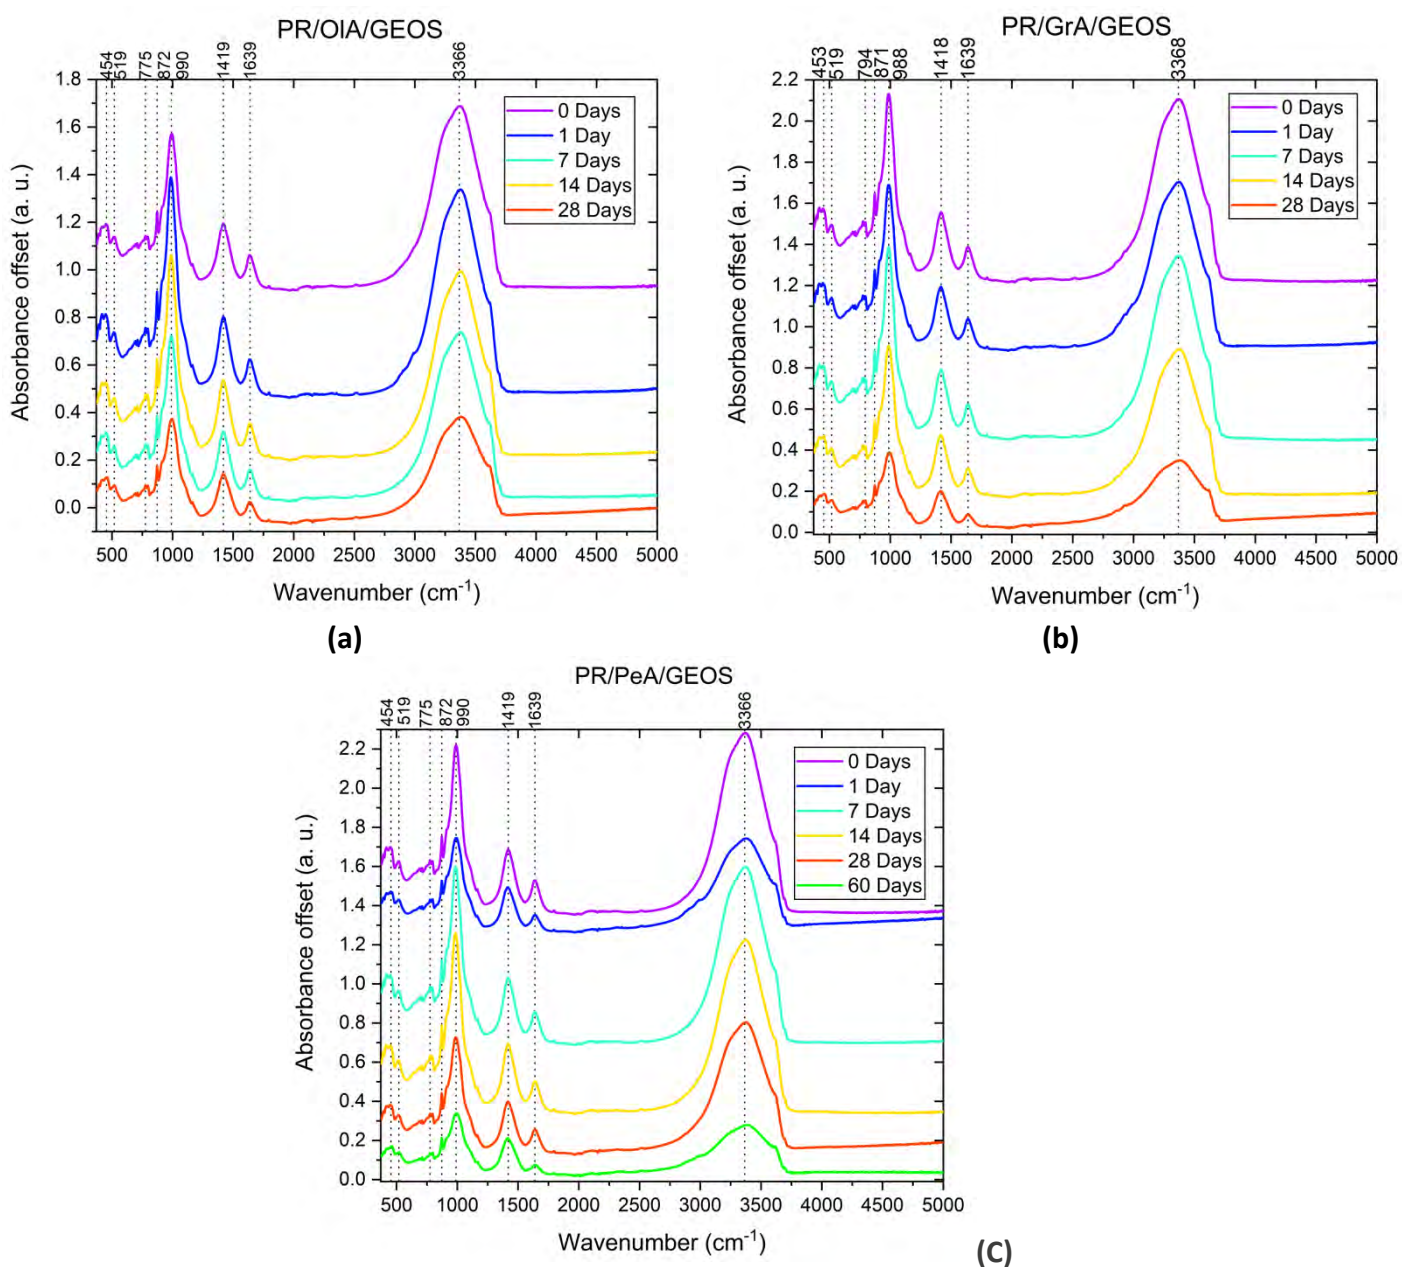 PR/OlA/GEOS
454 519 775 872 990 1419 1639 3366
1.8
1.6
1.4
1.2
1.0
0.8
0.6
0.4
0.2
0.0
Absorbance offset (a. u.)
0 Days
1 Day
7 Days
14 Days
28 Days
500 1000 1500 2000 2500 3000 3500 4000 4500 5000
Wavenumber (cm⁻¹)
(a)
PR/GrA/GEOS
453 519 794 871 988 1418 1639 3368
2.2
2.0
1.8
1.6
1.4
1.2
1.0
0.8
0.6
0.4
0.2
0.0
Absorbance offset (a. u.)
0 Days
1 Day
7 Days
14 Days
28 Days
500 1000 1500 2000 2500 3000 3500 4000 4500 5000
Wavenumber (cm⁻¹)
(b)
PR/PeA/GEOS
454 519 775 872 990 1419 1639 3366
2.2
2.0
1.8
1.6
1.4
1.2
1.0
0.8
0.6
0.4
0.2
0.0
Absorbance offset (a. u.)
0 Days
1 Day
7 Days
14 Days
28 Days
60 Days
500 1000 1500 2000 2500 3000 3500 4000 4500 5000
Wavenumber (cm⁻¹)
(C)